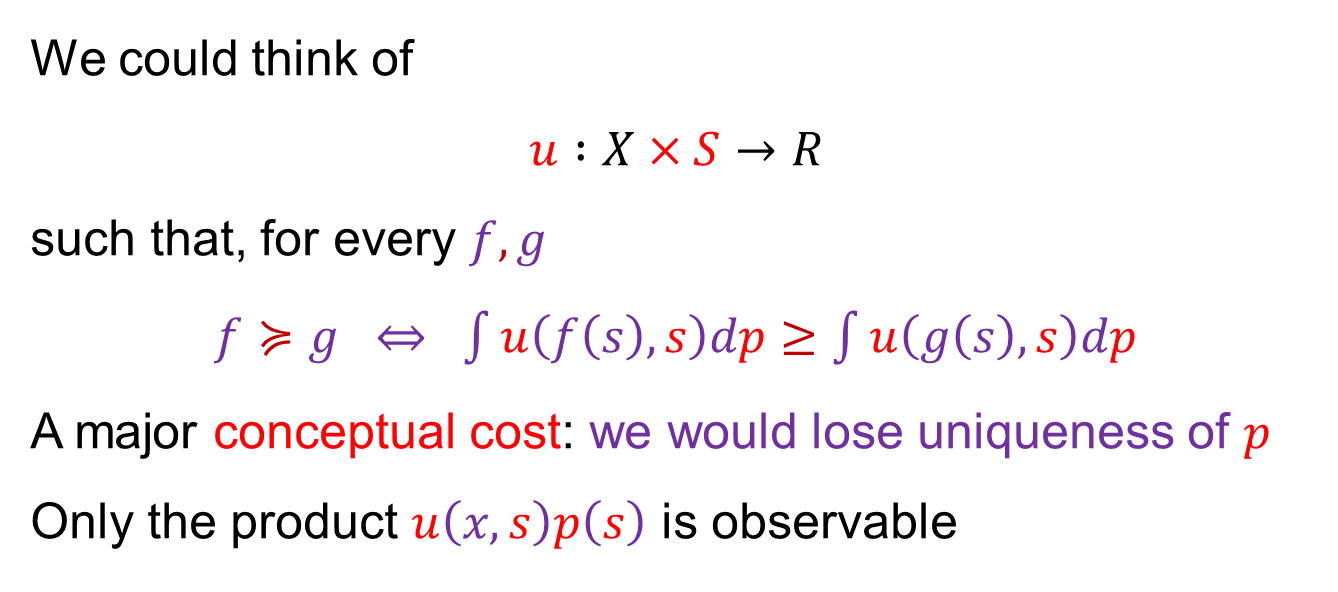 We could think of
u : X × S → R
such that, for every f, g
f ≽ g ⇔ ∫ u(f(s), s)dp ≥ ∫ u(g(s), s)dp
A major conceptual cost: we would lose uniqueness of p
Only the product u(x, s)p(s) is observable